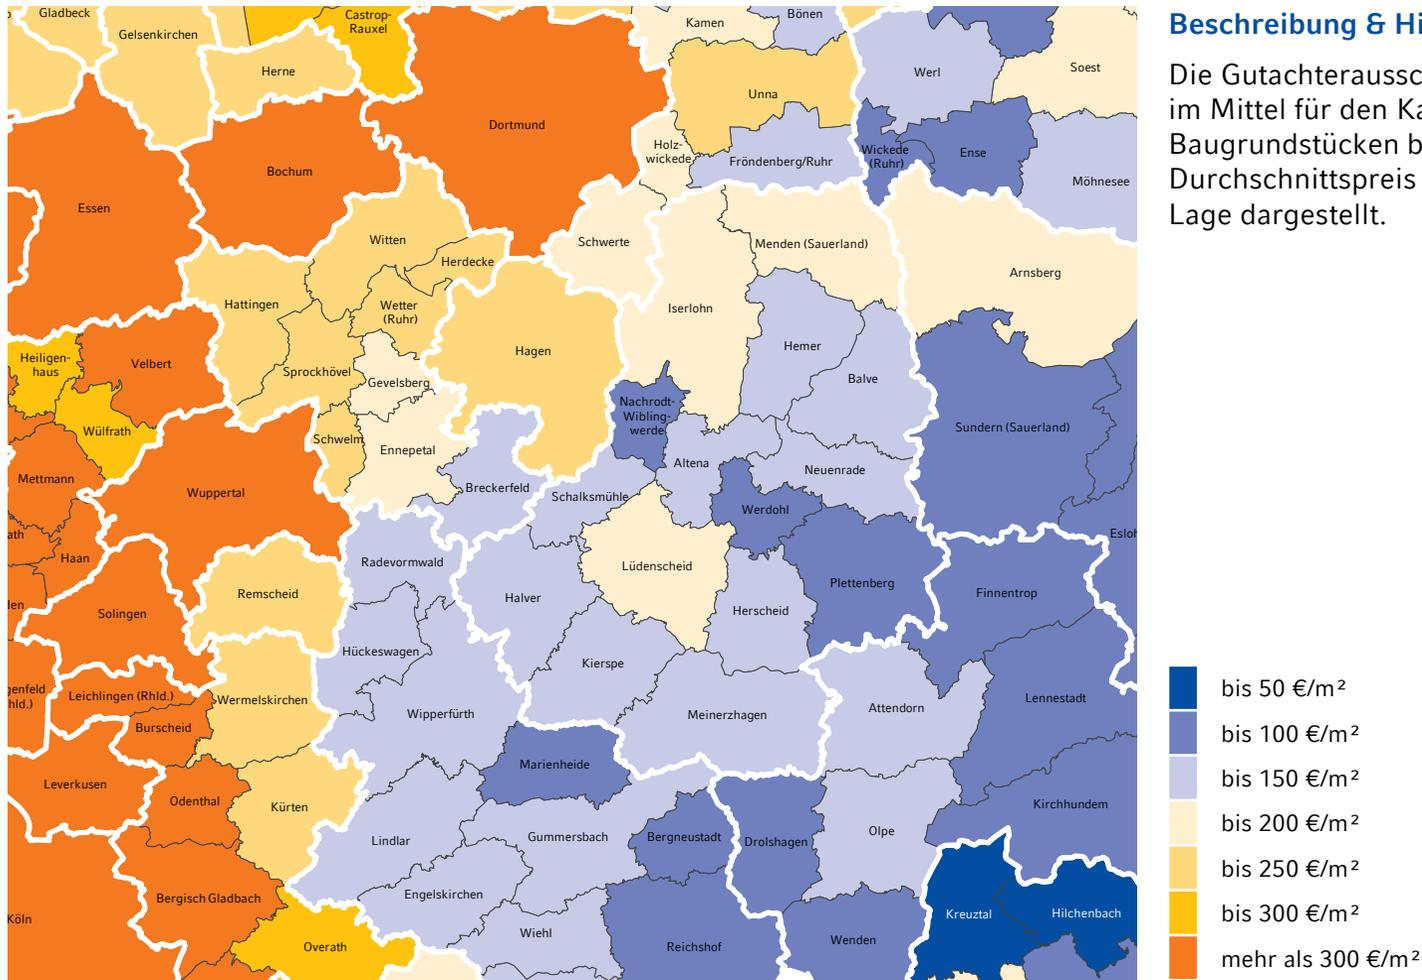 Gladbeck
Gelsenkirchen
Castrop-
Rauxel
Herne
Kamen
Bönen
Werl
Soest
Unna
Dortmund
Holz-
wickede
Fröndenberg/Ruhr
Wickede
(Ruhr)
Ense
Möhnesee
Bochum
Essen
Witten
Herdecke
Schwerte
Menden (Sauerland)
Arnsberg
Hattingen
Wetter
(Ruhr)
Iserlohn
Hemer
Heiligen-
haus
Velbert
Sprockhövel
Gevelsberg
Hagen
Balve
Wülfrath
Schwelm
Ennepetal
Nachrodt-
Wibling-
werde
Sundern (Sauerland)
Mettmann
Wuppertal
Breckerfeld
Schalksmühle
Altena
Neuenrade
Werdohl
ath
Haan
Radevormwald
Lüdenscheid
Plettenberg
Esloh
Finnentrop
den
Solingen
Remscheid
Halver
Herscheid
Hückeswagen
Kierspe
genfeld
hld.)
Leichlingen (Rhld.)
Wermelskirchen
Burscheid
Wipperfürth
Meinerzhagen
Attendorn
Lennestadt
Leverkusen
Odenthal
Kürten
Marienheide
Kirchhundem
Lindlar
Gummersbach
Bergneustadt
Drolshagen
Olpe
Köln
Bergisch Gladbach
Engelskirchen
Kreuztal
Hilchenbach
Overath
Wiehl
Reichshof
Wenden
Beschreibung & Hi
Die Gutachteraussc
im Mittel für den Ka
Baugrundstücken b
Durchschnittspreis
Lage dargestellt.
bis 50 €/m²
bis 100 €/m²
bis 150 €/m²
bis 200 €/m²
bis 250 €/m²
bis 300 €/m²
mehr als 300 €/m²